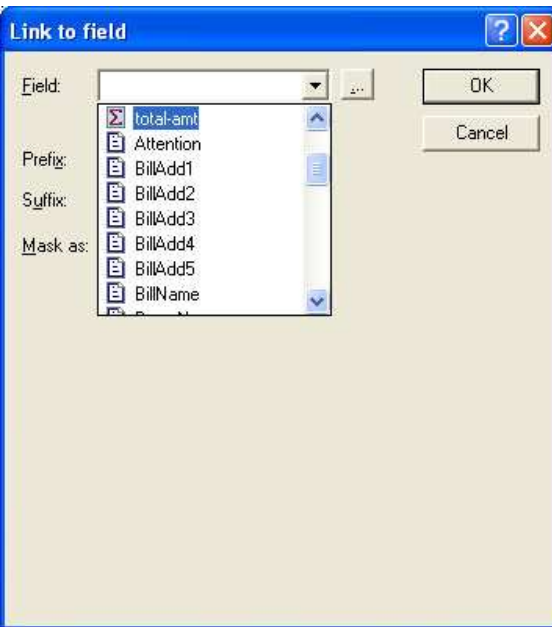 Link to field
Field:
...
OK
total-amt
Attention
Cancel
Prefix:
BillAdd1
BillAdd2
Suffix:
BillAdd3
Mask as:
BillAdd4
BillAdd5
BillName